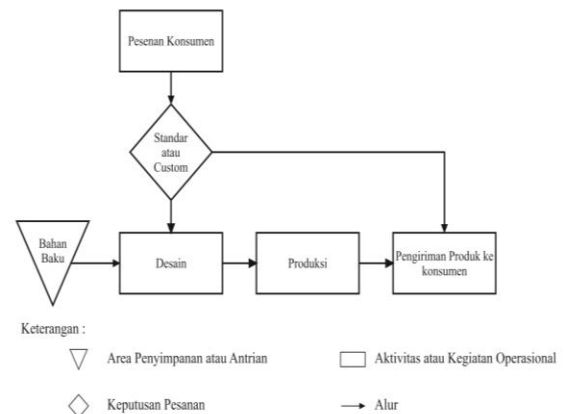 Pesenan Konsumen
Standar
atau
Custom
Bahan
Baku
Desain
Produksi
Pengiriman Produk ke
konsumen
Keterangan :
Area Penyimpanan atau Antrian
Aktivitas atau Kegiatan Operasional
Keputusan Pesanan
Alur